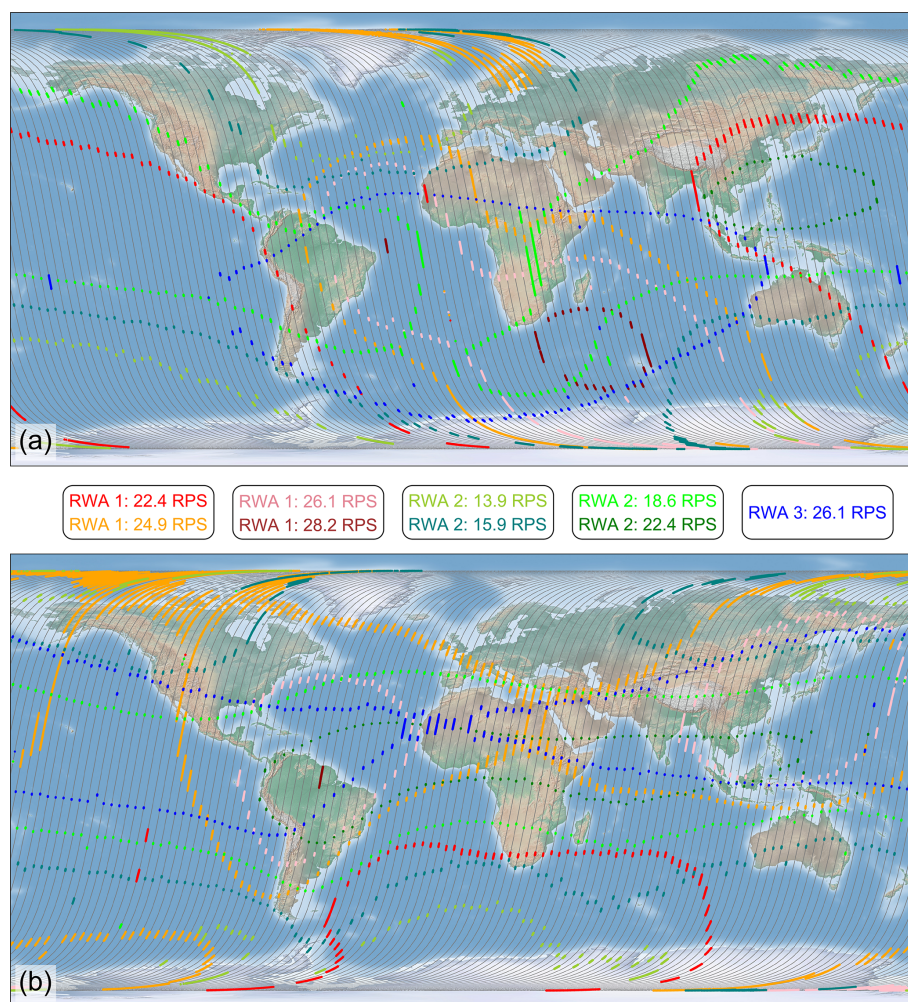 (a)
RWA 1: 22.4 RPS
RWA 1: 24.9 RPS
RWA 1: 26.1 RPS
RWA 1: 28.2 RPS
RWA 2: 13.9 RPS
RWA 2: 15.9 RPS
RWA 2: 18.6 RPS
RWA 2: 22.4 RPS
RWA 3: 26.1 RPS
(b)